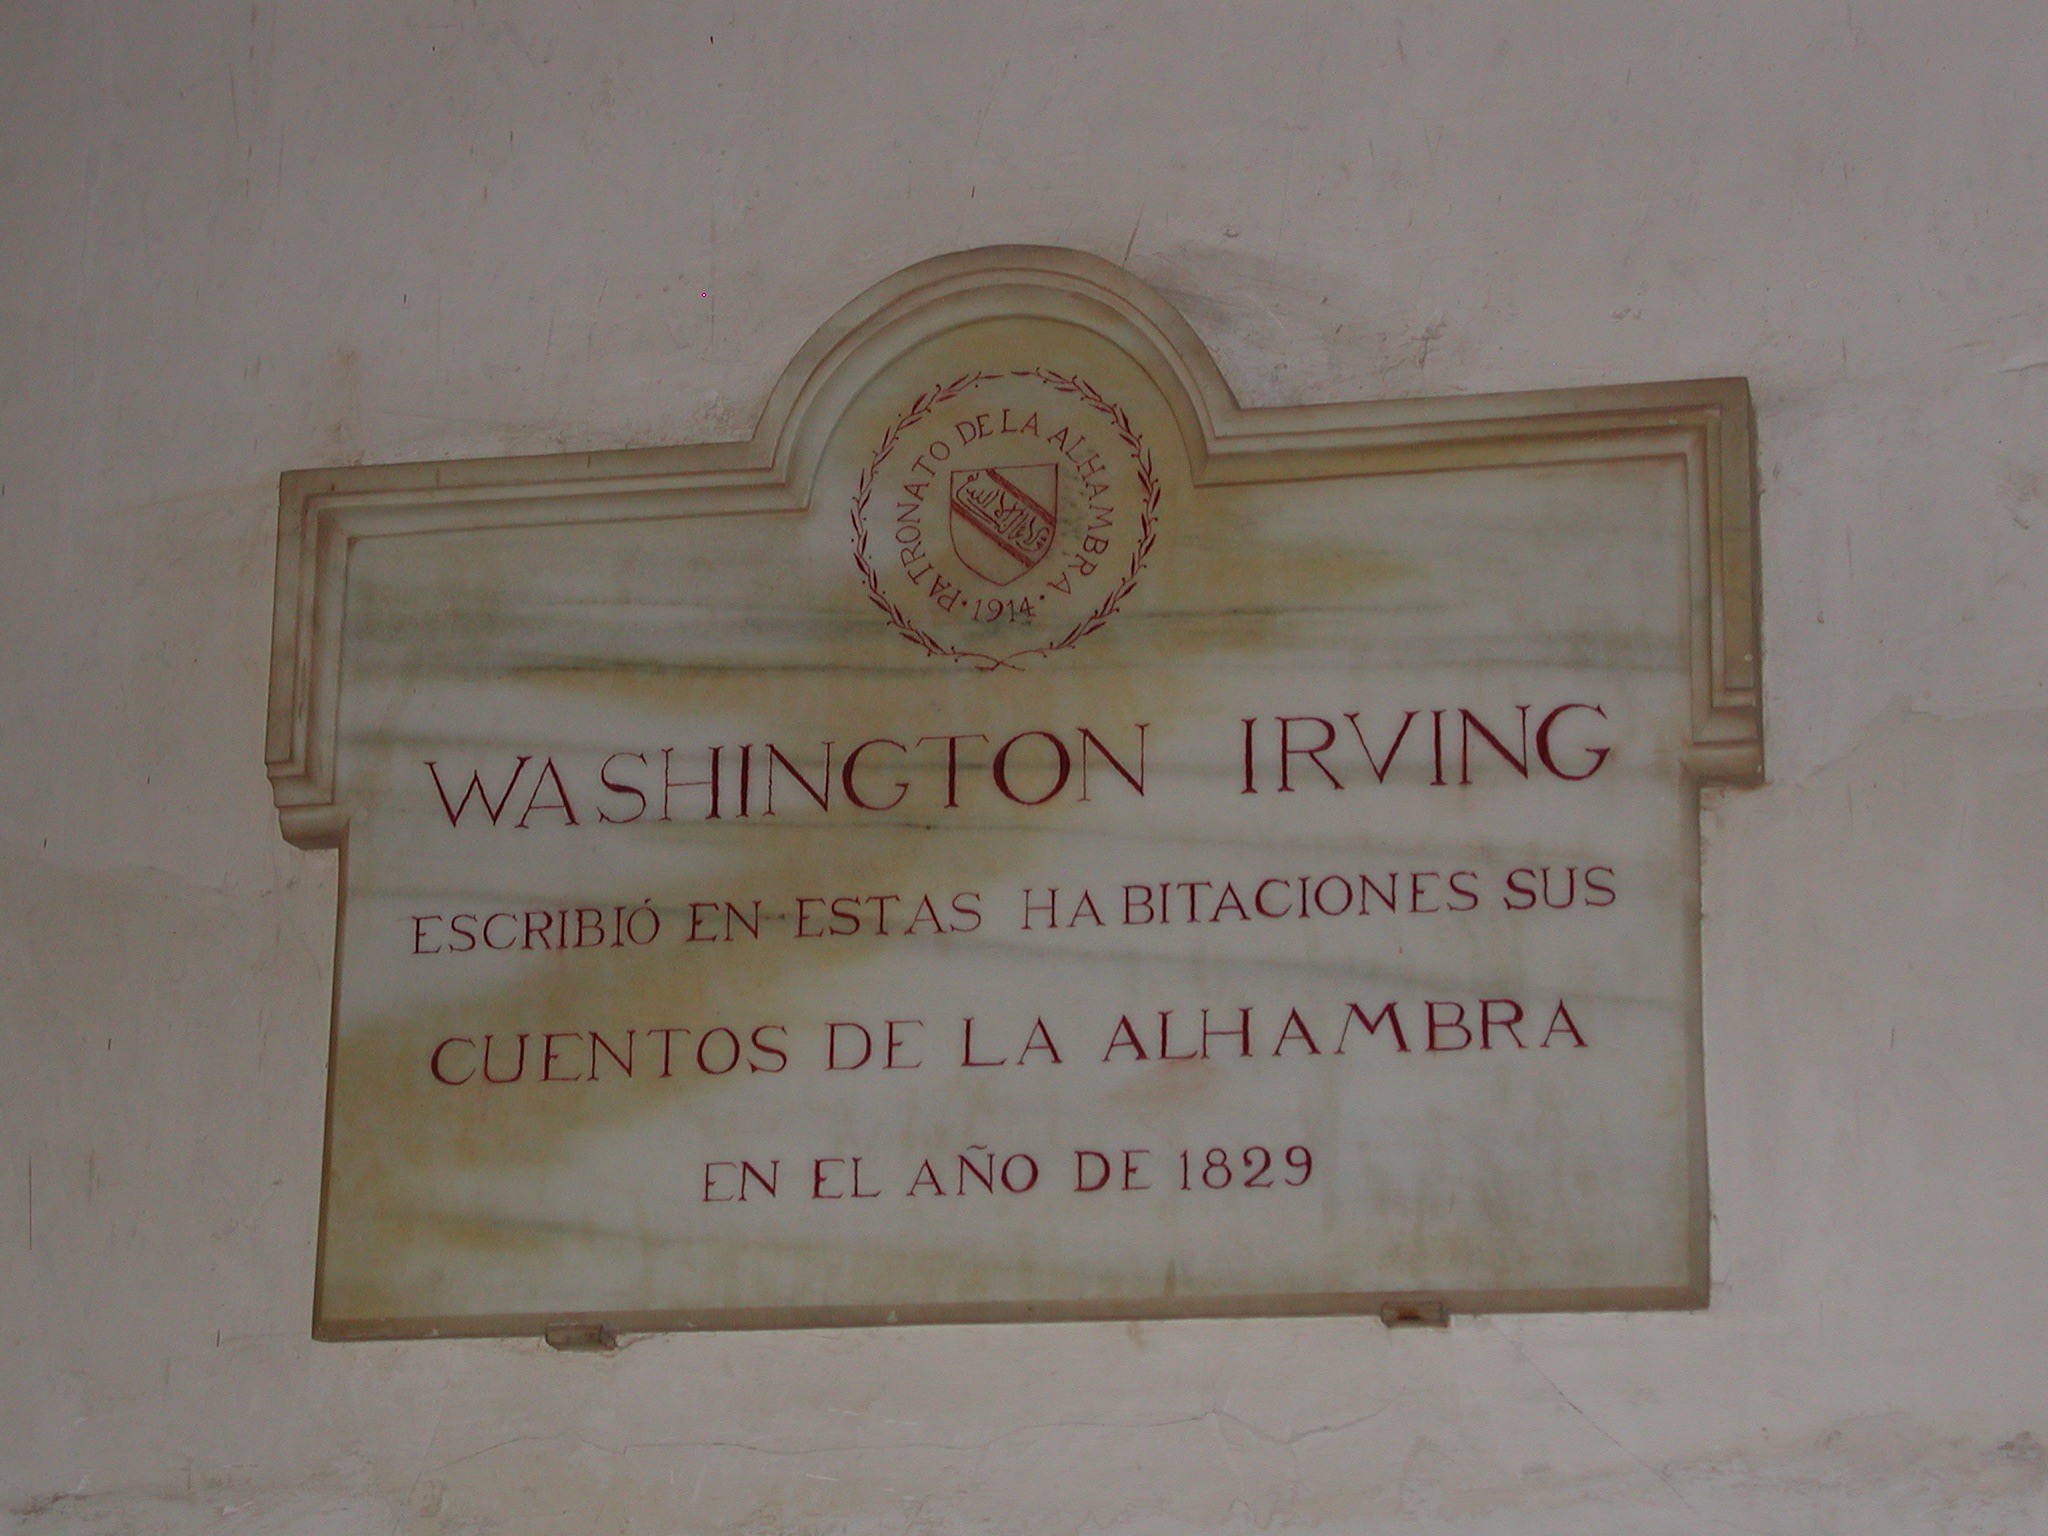 PATRONATO DE LA ALHAMBRA
·1914·
WASHINGTON IRVING
ESCRIBIÓ EN ESTAS HABITACIONES SUS
CUENTOS DE LA ALHAMBRA
EN EL AÑO DE 1829